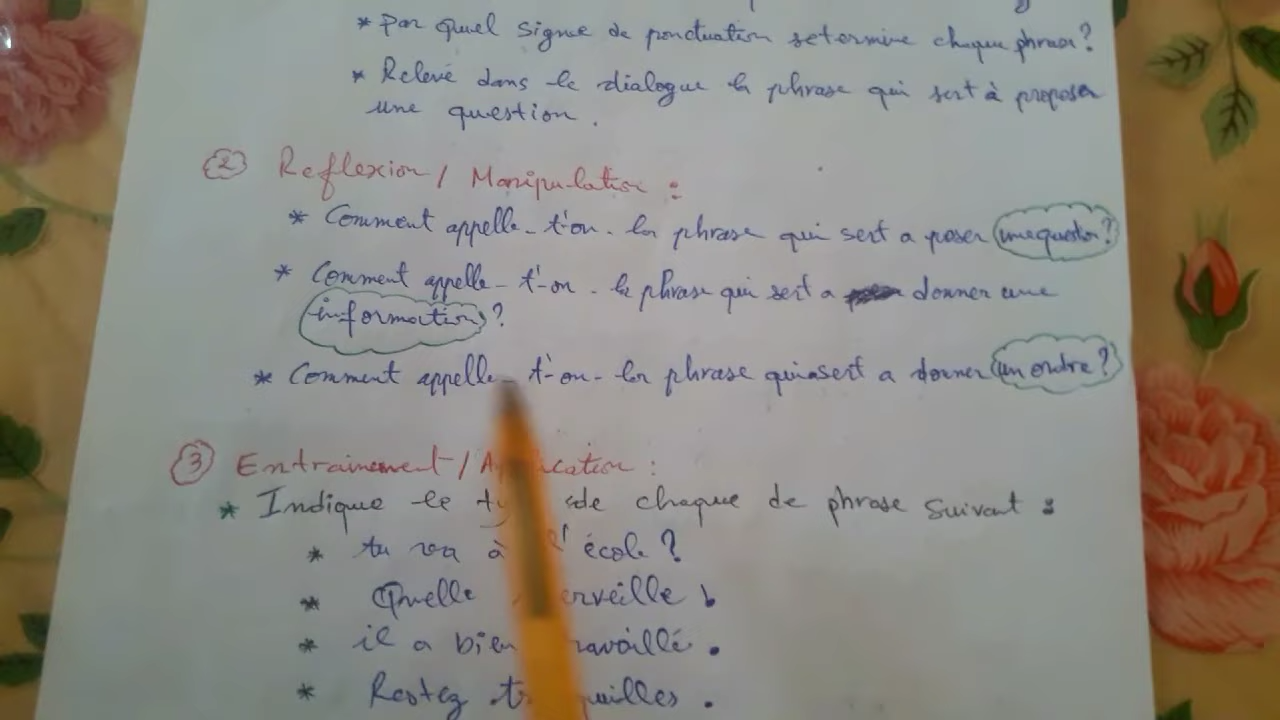 * Par quel signe de ponctuation se termine chaque phrase?
* Relevé dans le dialogue la phrase qui sert à proposer
une question.
② Reflexion / Manipulation :
* Comment appelle-t'on-la phrase qui sert a poser une question?
* Comment appelle-t'on-la phrase qui sert a donner une
information?
* Comment appelle t'-on-la phrase qui sert a donner un ordre?
③ Entrainement / cation :
* Indique le de chaque de phrase suivant :
* tu va à l'école?
* Quelle !
* il a bien .
* Restez .